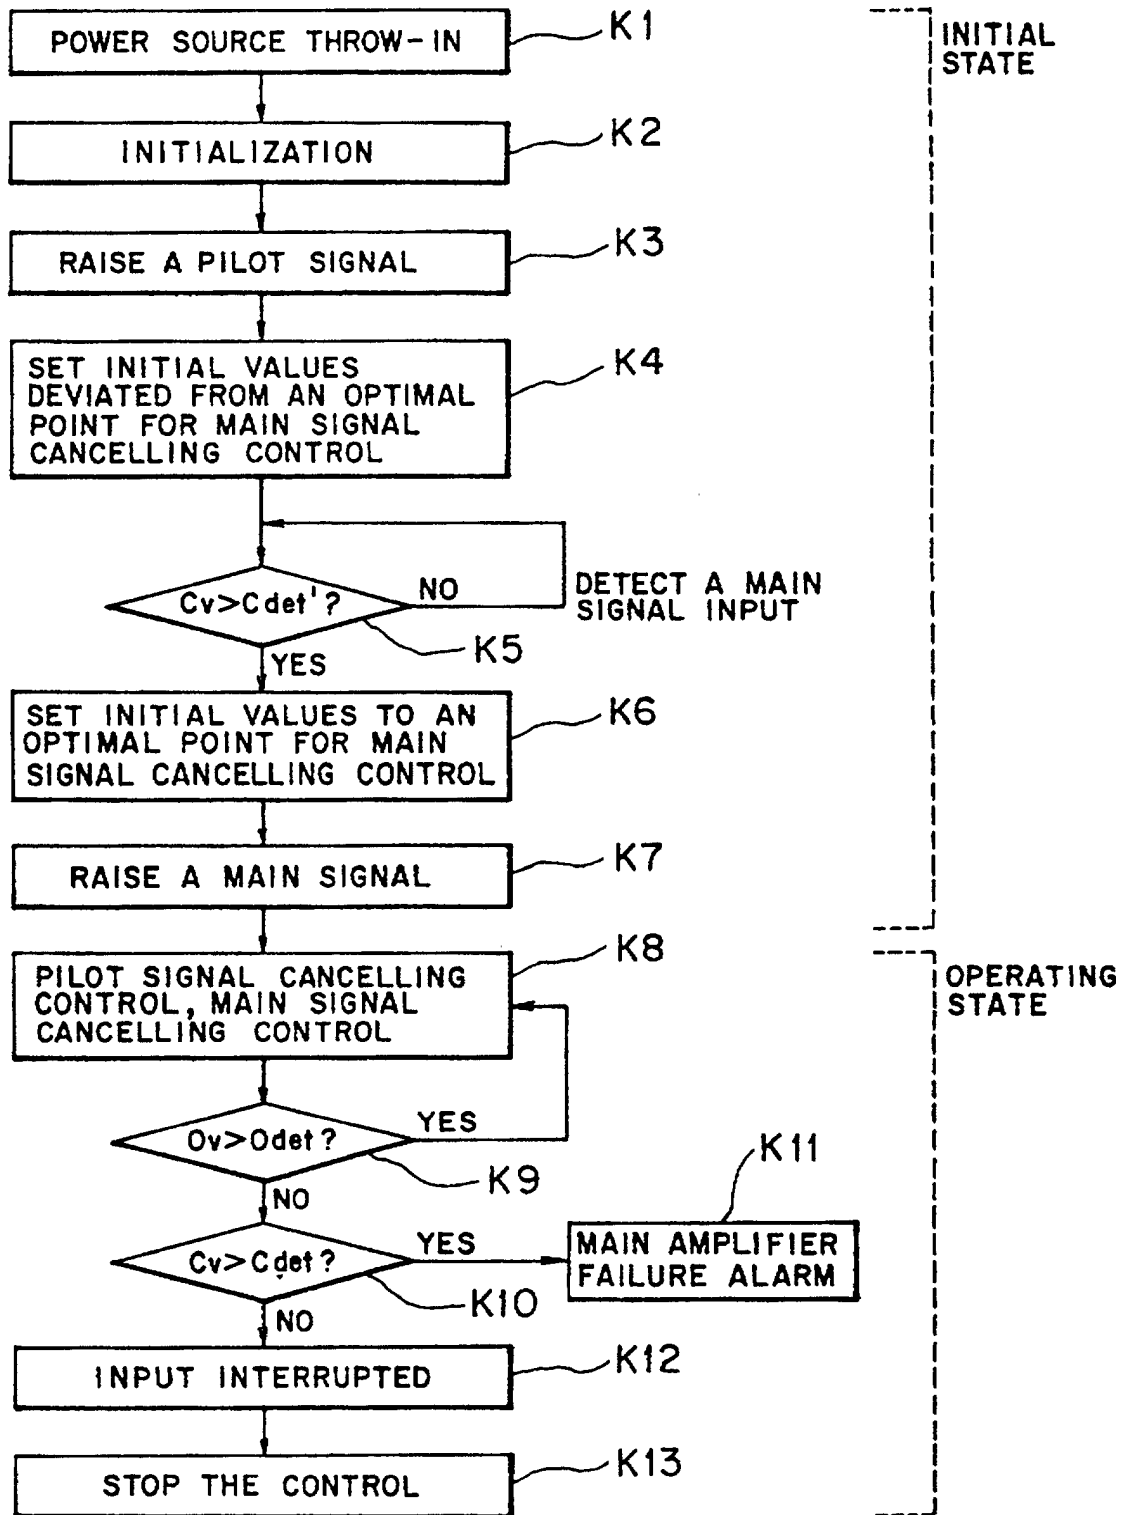 POWER SOURCE THROW-IN
K1
INITIAL
STATE
INITIALIZATION
K2
RAISE A PILOT SIGNAL
K3
SET INITIAL VALUES
DEVIATED FROM AN OPTIMAL
POINT FOR MAIN SIGNAL
CANCELLING CONTROL
K4
Cv>Cdet'?
NO
DETECT A MAIN
SIGNAL INPUT
K5
YES
SET INITIAL VALUES TO AN
OPTIMAL POINT FOR MAIN
SIGNAL CANCELLING CONTROL
K6
RAISE A MAIN SIGNAL
K7
PILOT SIGNAL CANCELLING
CONTROL, MAIN SIGNAL
CANCELLING CONTROL
K8
OPERATING
STATE
Ov>Odet?
YES
K9
NO
Cv>Cdet?
YES
K10
NO
K11
MAIN AMPLIFIER
FAILURE ALARM
INPUT INTERRUPTED
K12
STOP THE CONTROL
K13